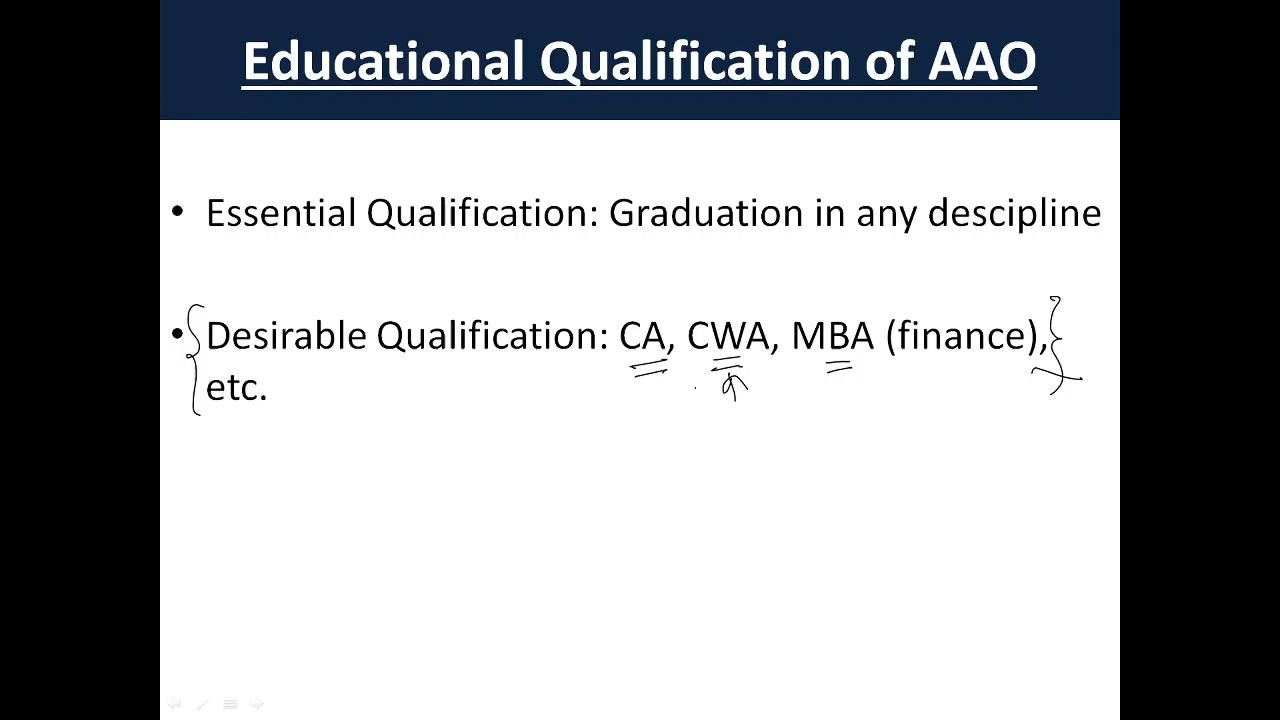 Educational Qualification of AAO
• Essential Qualification: Graduation in any descipline
• Desirable Qualification: CA, CWA, MBA (finance),
etc.